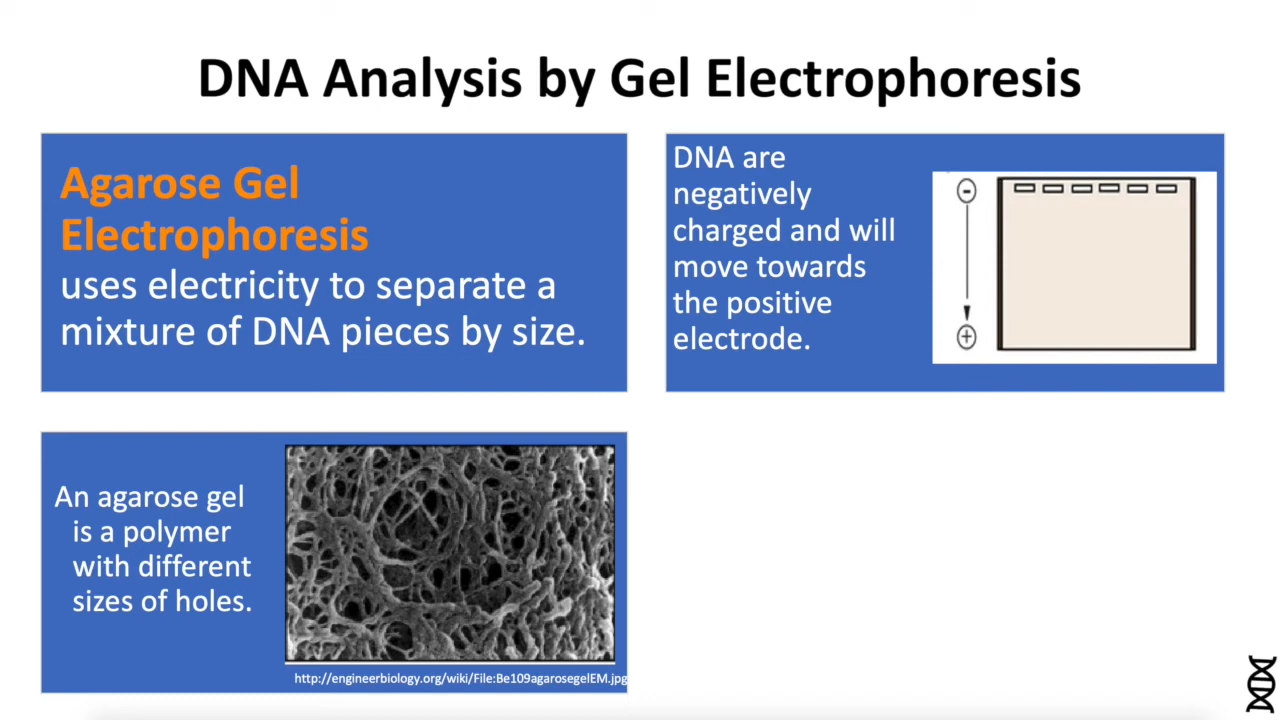 DNA Analysis by Gel Electrophoresis
Agarose Gel
Electrophoresis
uses electricity to separate a
mixture of DNA pieces by size.
DNA are
negatively
charged and will
move towards
the positive
electrode.
-
+
An agarose gel
is a polymer
with different
sizes of holes.
http://engineerbiology.org/wiki/File:Be109agarosegelEM.jpg